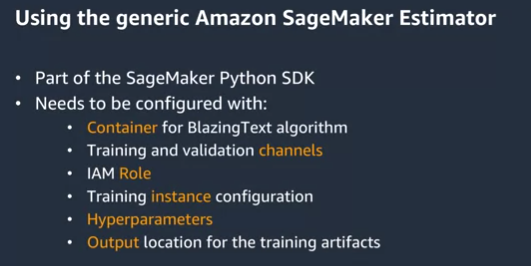 Using the generic Amazon SageMaker Estimator
• Part of the SageMaker Python SDK
• Needs to be configured with:
• Container for BlazingText algorithm
• Training and validation channels
• IAM Role
• Training instance configuration
• Hyperparameters
• Output location for the training artifacts